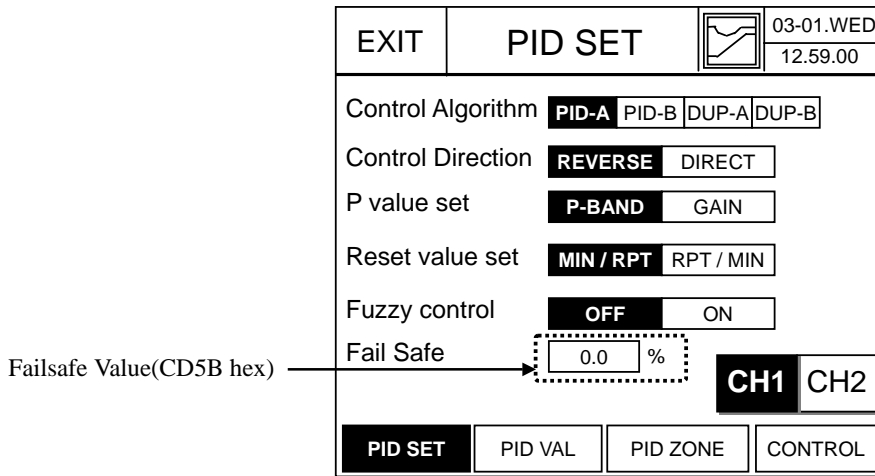 EXIT PID SET 03-01.WED
12.59.00
Control Algorithm PID-A PID-B DUP-A DUP-B
Control Direction REVERSE DIRECT
P value set P-BAND GAIN
Reset value set MIN / RPT RPT / MIN
Fuzzy control OFF ON
Fail Safe 0.0 %
Failsafe Value(CD5B hex)
CH1 CH2
PID SET PID VAL PID ZONE CONTROL